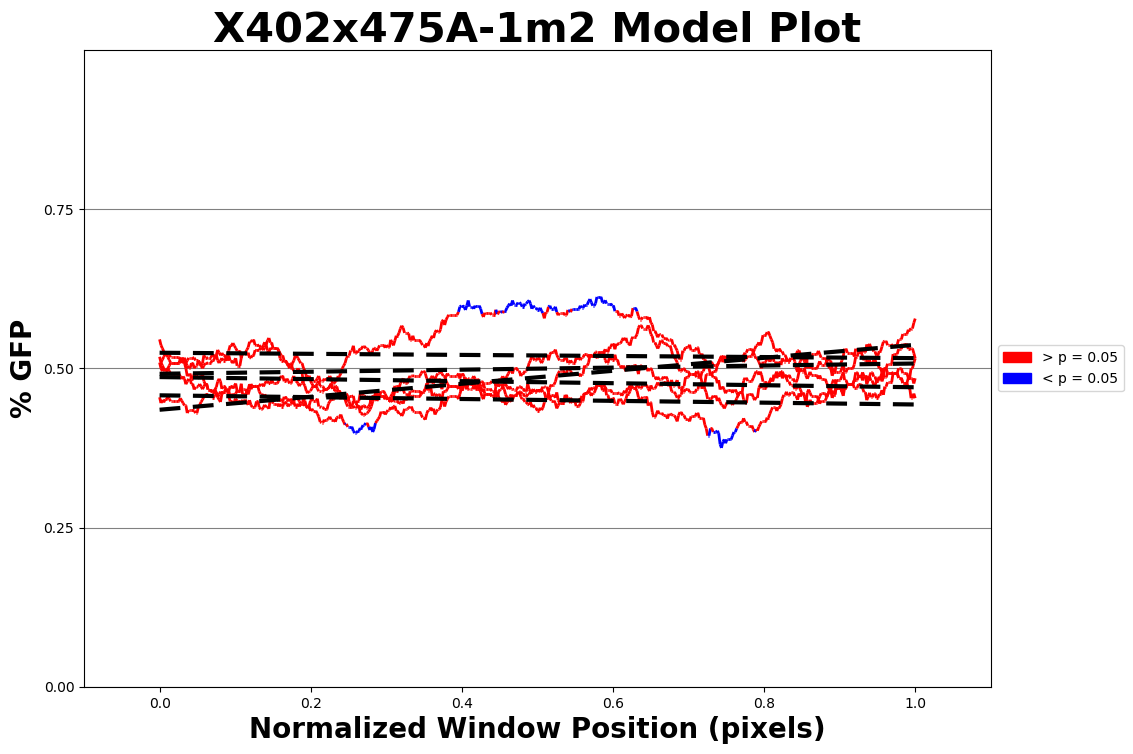 X402x475A-1m2 Model Plot
% GFP
0.75
0.50
0.25
0.00
0.0 0.2 0.4 0.6 0.8 1.0
Normalized Window Position (pixels)
> p = 0.05
< p = 0.05